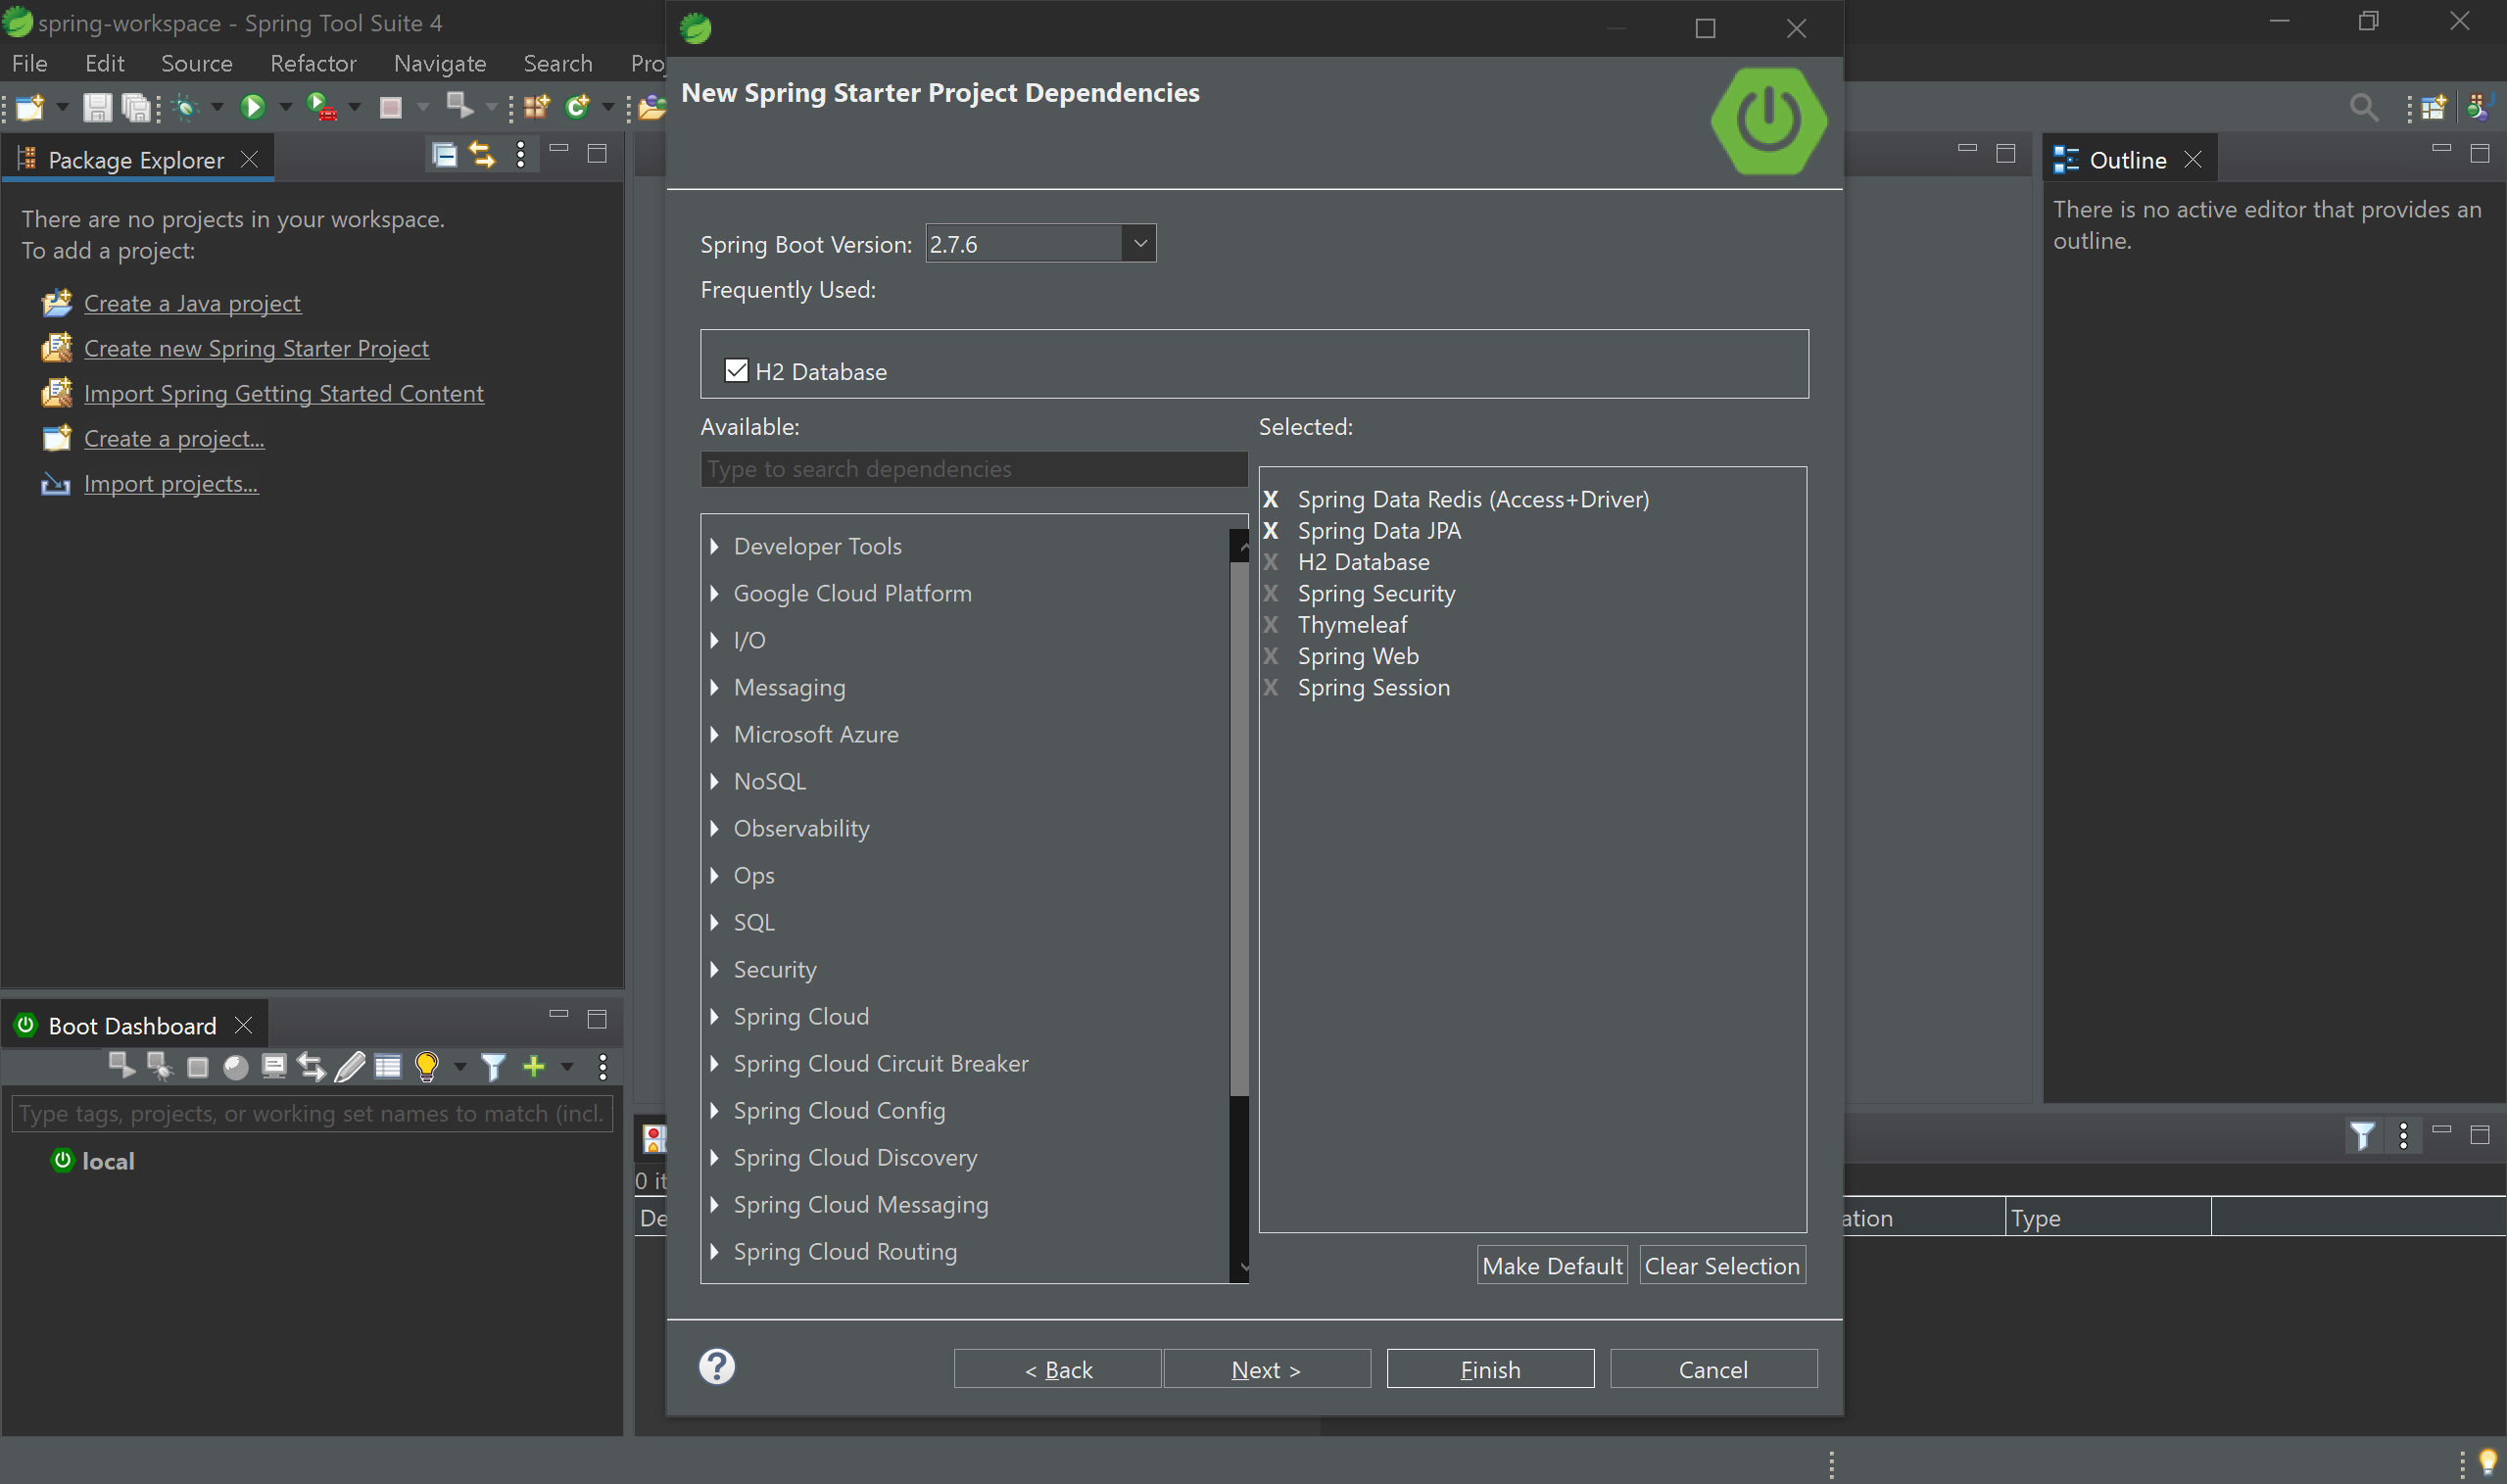 spring-workspace - Spring Tool Suite 4
File Edit Source Refactor Navigate Search
Package Explorer
There are no projects in your workspace.
To add a project:
Create a Java project
Create new Spring Starter Project
Import Spring Getting Started Content
Create a project...
Import projects...
Boot Dashboard
Type tags, projects, or working set names to match (incl.
local
New Spring Starter Project Dependencies
Spring Boot Version: 2.7.6
Frequently Used:
H2 Database
Available:
Type to search dependencies
Developer Tools
Google Cloud Platform
I/O
Messaging
Microsoft Azure
NoSQL
Observability
Ops
SQL
Security
Spring Cloud
Spring Cloud Circuit Breaker
Spring Cloud Config
Spring Cloud Discovery
Spring Cloud Messaging
Spring Cloud Routing
Selected:
X Spring Data Redis (Access+Driver)
X Spring Data JPA
X H2 Database
X Spring Security
X Thymeleaf
X Spring Web
X Spring Session
Make Default Clear Selection
? < Back Next > Finish Cancel
Outline
There is no active editor that provides an
outline.
Type